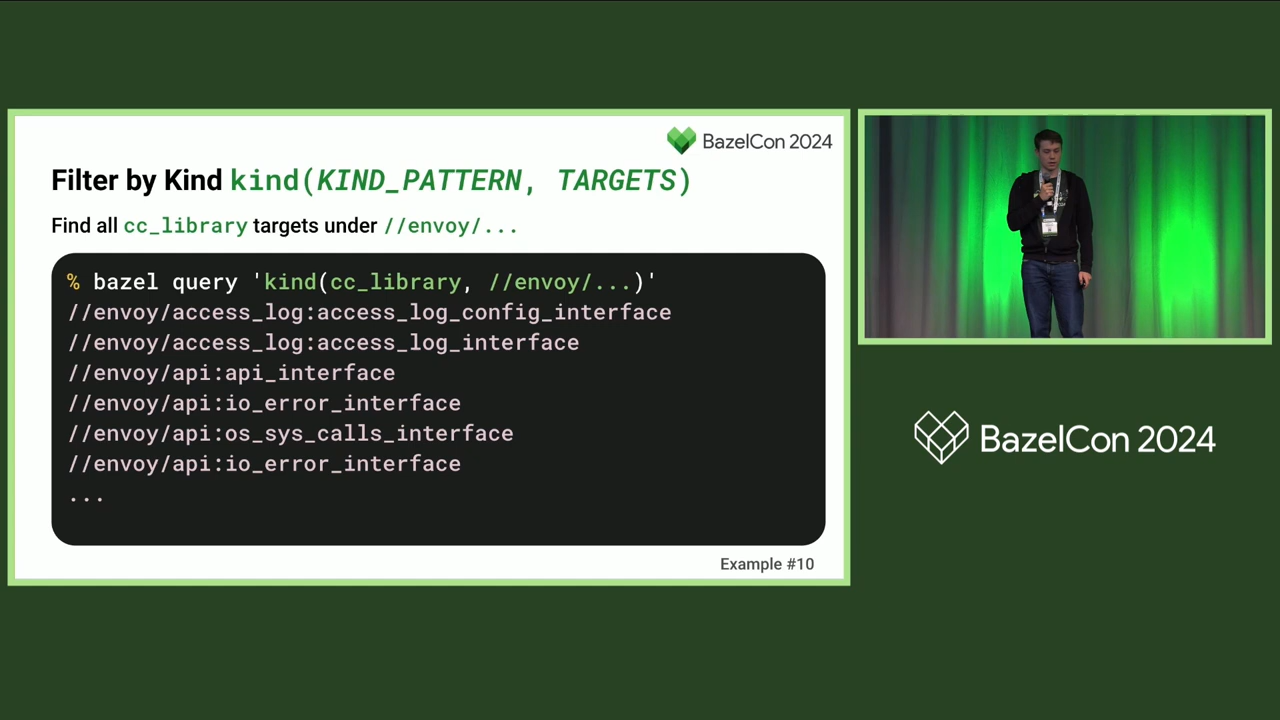 BazelCon 2024
Filter by Kind kind(KIND_PATTERN, TARGETS)
Find all cc_library targets under //envoy/...
% bazel query 'kind(cc_library, //envoy/...)'
//envoy/access_log:access_log_config_interface
//envoy/access_log:access_log_interface
//envoy/api:api_interface
//envoy/api:io_error_interface
//envoy/api:os_sys_calls_interface
//envoy/api:io_error_interface
...
Example #10
BazelCon 2024